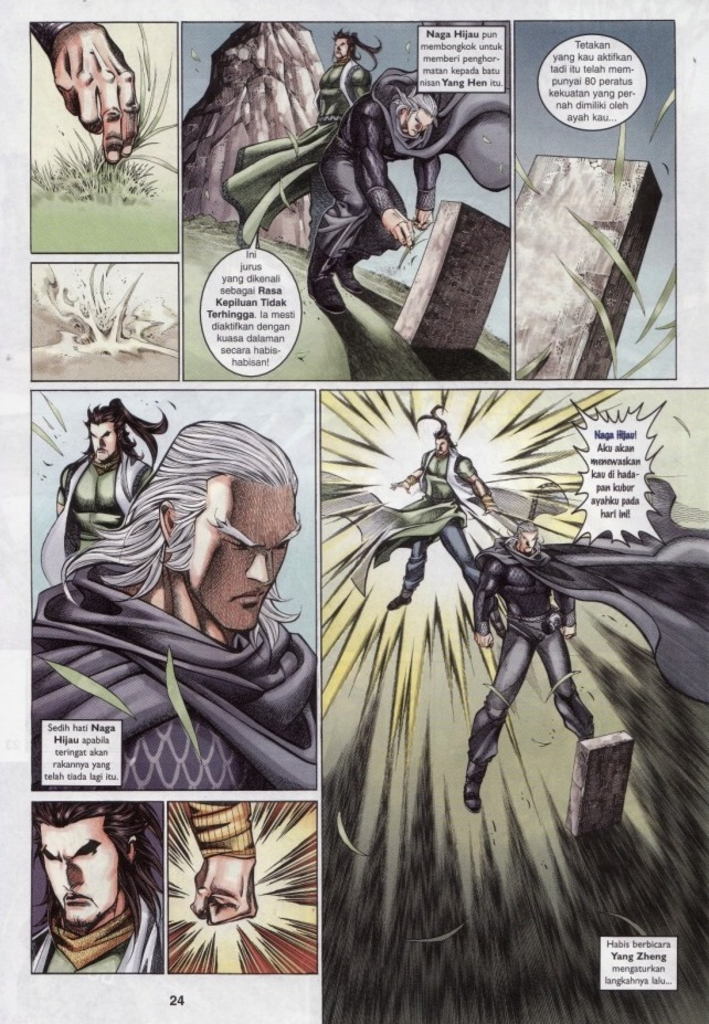 Naga Hijau pun
membongkok untuk
memberi penghor-
matan kepada batu
nisan Yang Hen itu.
Ini
jurus
yang dikenali
sebagai Rasa
Kepiluan Tidak
Terhingga. Ia mesti
diaktifkan dengan
kuasa dalaman
secara habis-
habisan!
Tetakan
yang kau aktifkan
tadi itu telah mem-
punyai 80 peratus
kekuatan yang per-
nah dimiliki oleh
ayah kau...
Sedih hati Naga
Hijau apabila
teringat akan
rakannya yang
telah tiada lagi itu.
Naga Hijau!
Aku akan
menewaskan
kau di hada-
pan kubur
ayahku pada
hari ini!
Habis berbicara
Yang Zheng
mengaturkan
langkahnya lalu...
24